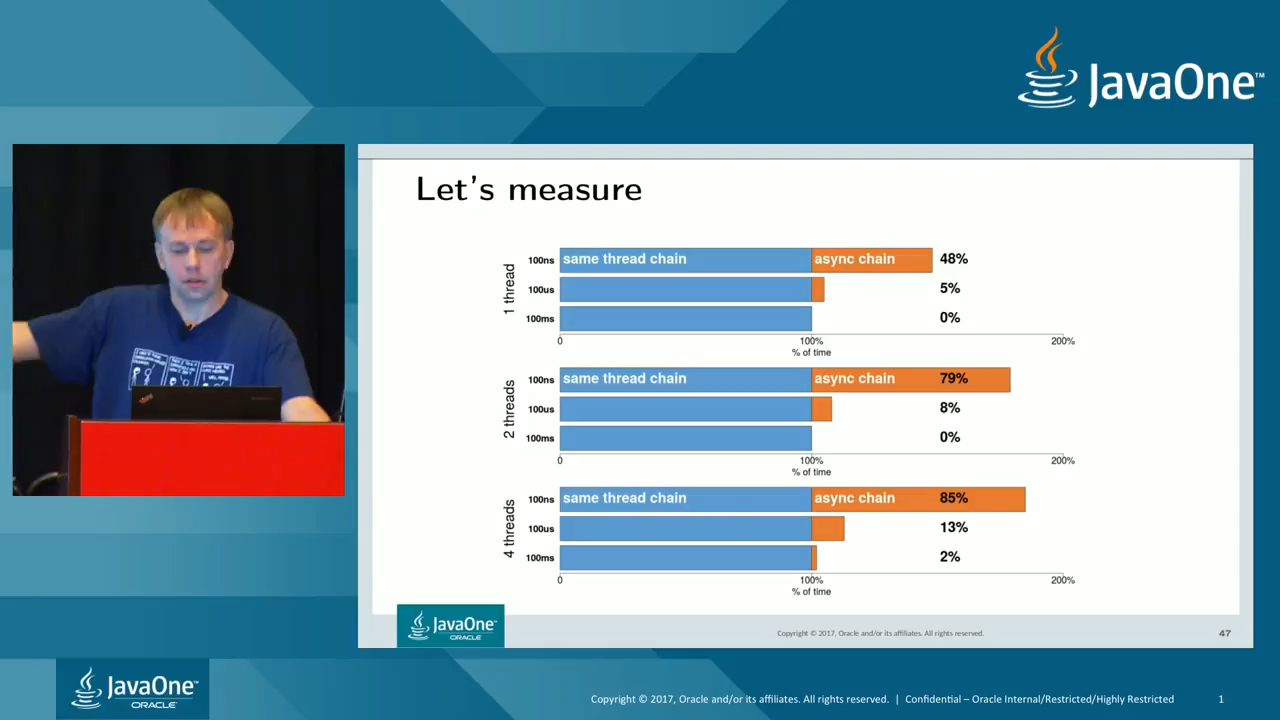 JavaOne™
Let's measure
1 thread
100ns same thread chain async chain 48%
100us 5%
100ms 0%
0 100% 200%
% of time
2 threads
100ns same thread chain async chain 79%
100us 8%
100ms 0%
0 100% 200%
% of time
4 threads
100ns same thread chain async chain 85%
100us 13%
100ms 2%
0 100% 200%
% of time
JavaOne™
ORACLE
Copyright © 2017, Oracle and/or its affiliates. All rights reserved.
47
JavaOne™
ORACLE
Copyright © 2017, Oracle and/or its affiliates. All rights reserved. | Confidential – Oracle Internal/Restricted/Highly Restricted
1